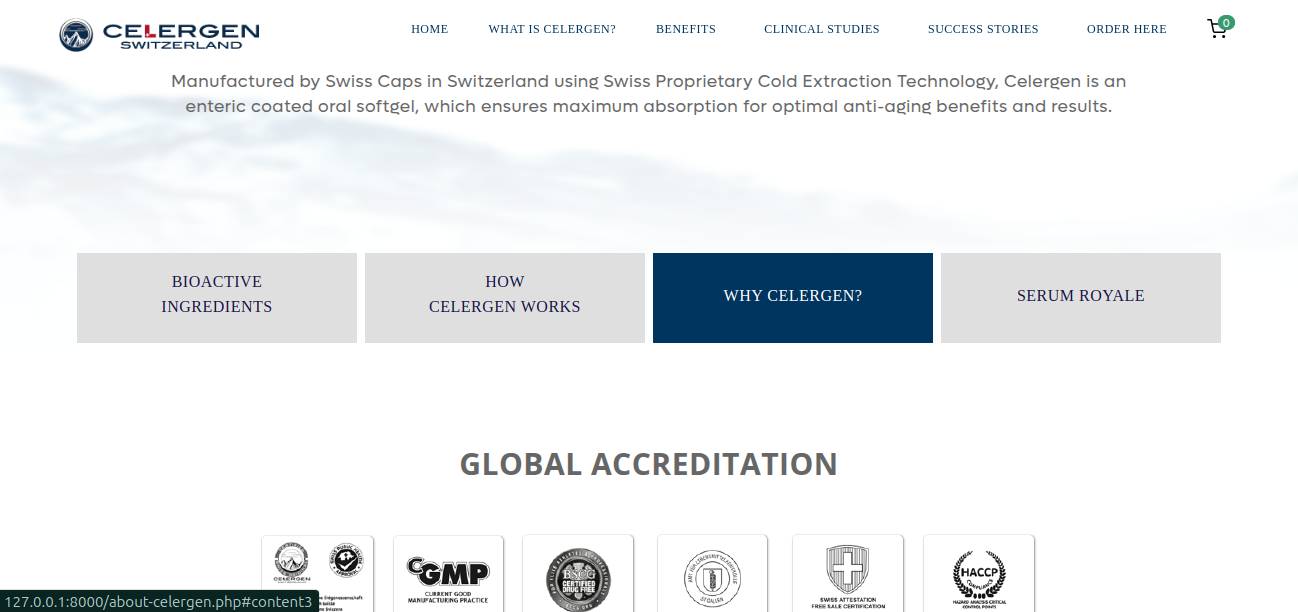 CELERGEN
SWITZERLAND
HOME
WHAT IS CELERGEN?
BENEFITS
CLINICAL STUDIES
SUCCESS STORIES
ORDER HERE
0
Manufactured by Swiss Caps in Switzerland using Swiss Proprietary Cold Extraction Technology, Celergen is an
enteric coated oral softgel, which ensures maximum absorption for optimal anti-aging benefits and results.
BIOACTIVE
INGREDIENTS
HOW
CELERGEN WORKS
WHY CELERGEN?
SERUM ROYALE
GLOBAL ACCREDITATION
CELERGEN
CGMP
CURRENT GOOD
MANUFACTURING PRACTICE
BSCG
CERTIFIED
DRUG FREE
ST.GALLEN
SWISS ATTESTATION
FREE SALE CERTIFICATION
HACCP
COMPLIANCE
HAZARD ANALYSIS CRITICAL
CONTROL POINTS
127.0.0.1:8000/about-celergen.php#content3